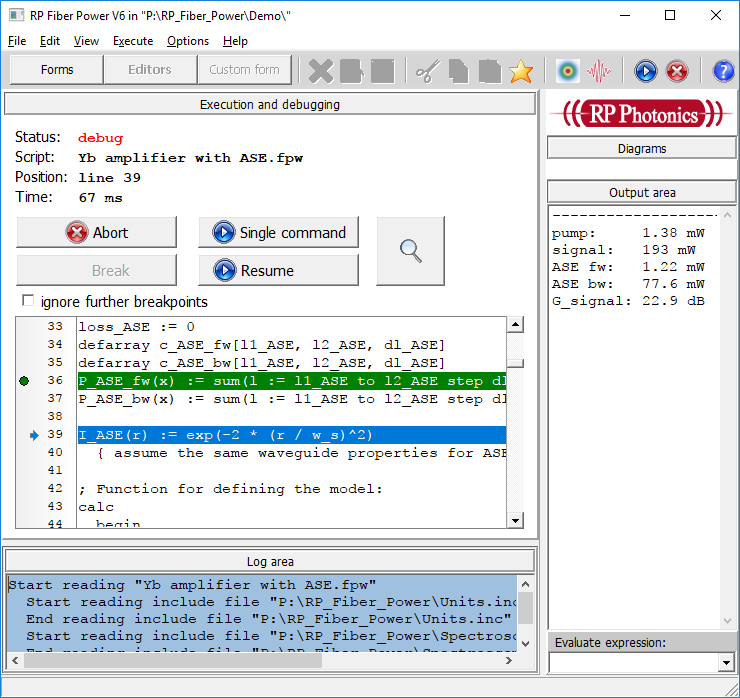 RP Fiber Power V6 in "P:\RP_Fiber_Power\Demo\"
File Edit View Execute Options Help
Forms Editors Custom form
Execution and debugging
Status: debug
Script: Yb amplifier with ASE.fpw
Position: line 39
Time: 67 ms
Abort Single command
Break Resume
ignore further breakpoints
33 loss_ASE := 0
34 defarray c_ASE_fw[l1_ASE, l2_ASE, dl_ASE]
35 defarray c_ASE_bw[l1_ASE, l2_ASE, dl_ASE]
36 P_ASE_fw(x) := sum(l := l1_ASE to l2_ASE step dl
37 P_ASE_bw(x) := sum(l := l1_ASE to l2_ASE step dl
38
39 I_ASE(r) := exp(-2 * (r / w_s)^2)
40 { assume the same waveguide properties for ASE
41
42 ; Function for defining the model:
43 calc
44 begin
Log area
Start reading "Yb amplifier with ASE.fpw"
Start reading include file "P:\RP_Fiber_Power\Units.inc
End reading include file "P:\RP_Fiber_Power\Units.inc"
Start reading include file "P:\RP_Fiber_Power\Spectrosc
End reading include file "P:\RP_Fiber_Power\Spectrosco
RP Photonics
Diagrams
Output area
--------------------
pump: 1.38 mW
signal: 193 mW
ASE fw: 1.22 mW
ASE bw: 77.6 mW
G_signal: 22.9 dB
Evaluate expression: